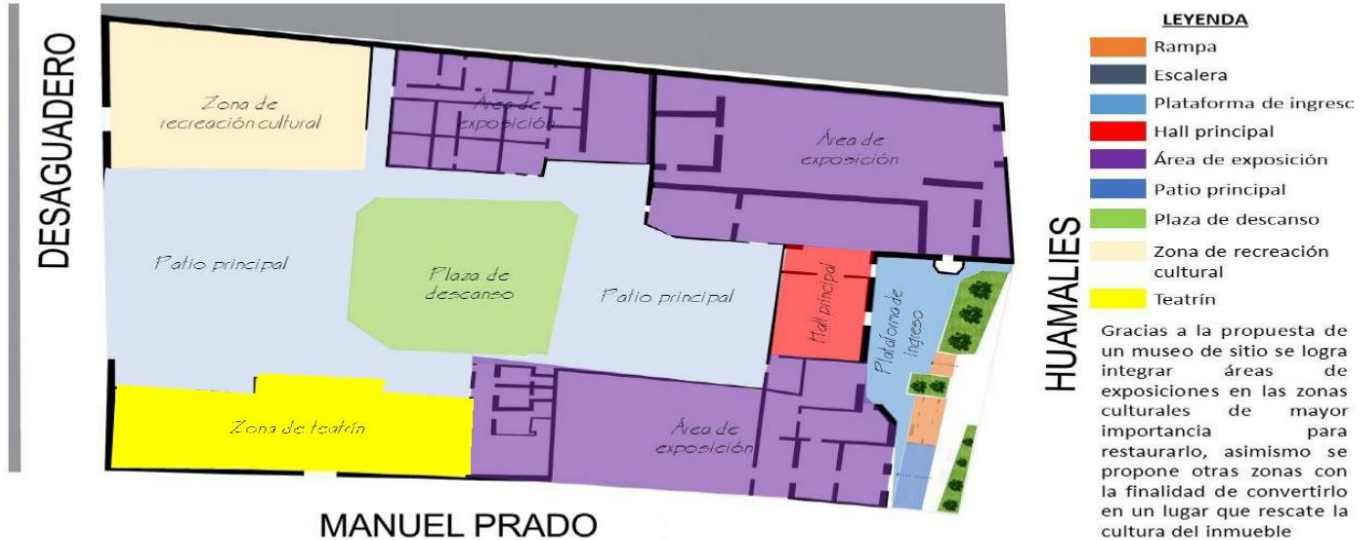 DESAGUADERO
Zona de
recreación cultural
Área de
exposición
Área de
exposición
Patio principal
Plaza de
descanso
Patio principal
Hall principal
Plataforma de
ingreso
Zona de teatrín
Área de
exposición
MANUEL PRADO
HUAMALIES
LEYENDA
Rampa
Escalera
Plataforma de ingreso
Hall principal
Área de exposición
Patio principal
Plaza de descanso
Zona de recreación
cultural
Teatrín
Gracias a la propuesta de
un museo de sitio se logra
integrar áreas de
exposiciones en las zonas
culturales de mayor
importancia para
restaurarlo, asimismo se
propone otras zonas con
la finalidad de convertirlo
en un lugar que rescate la
cultura del inmueble